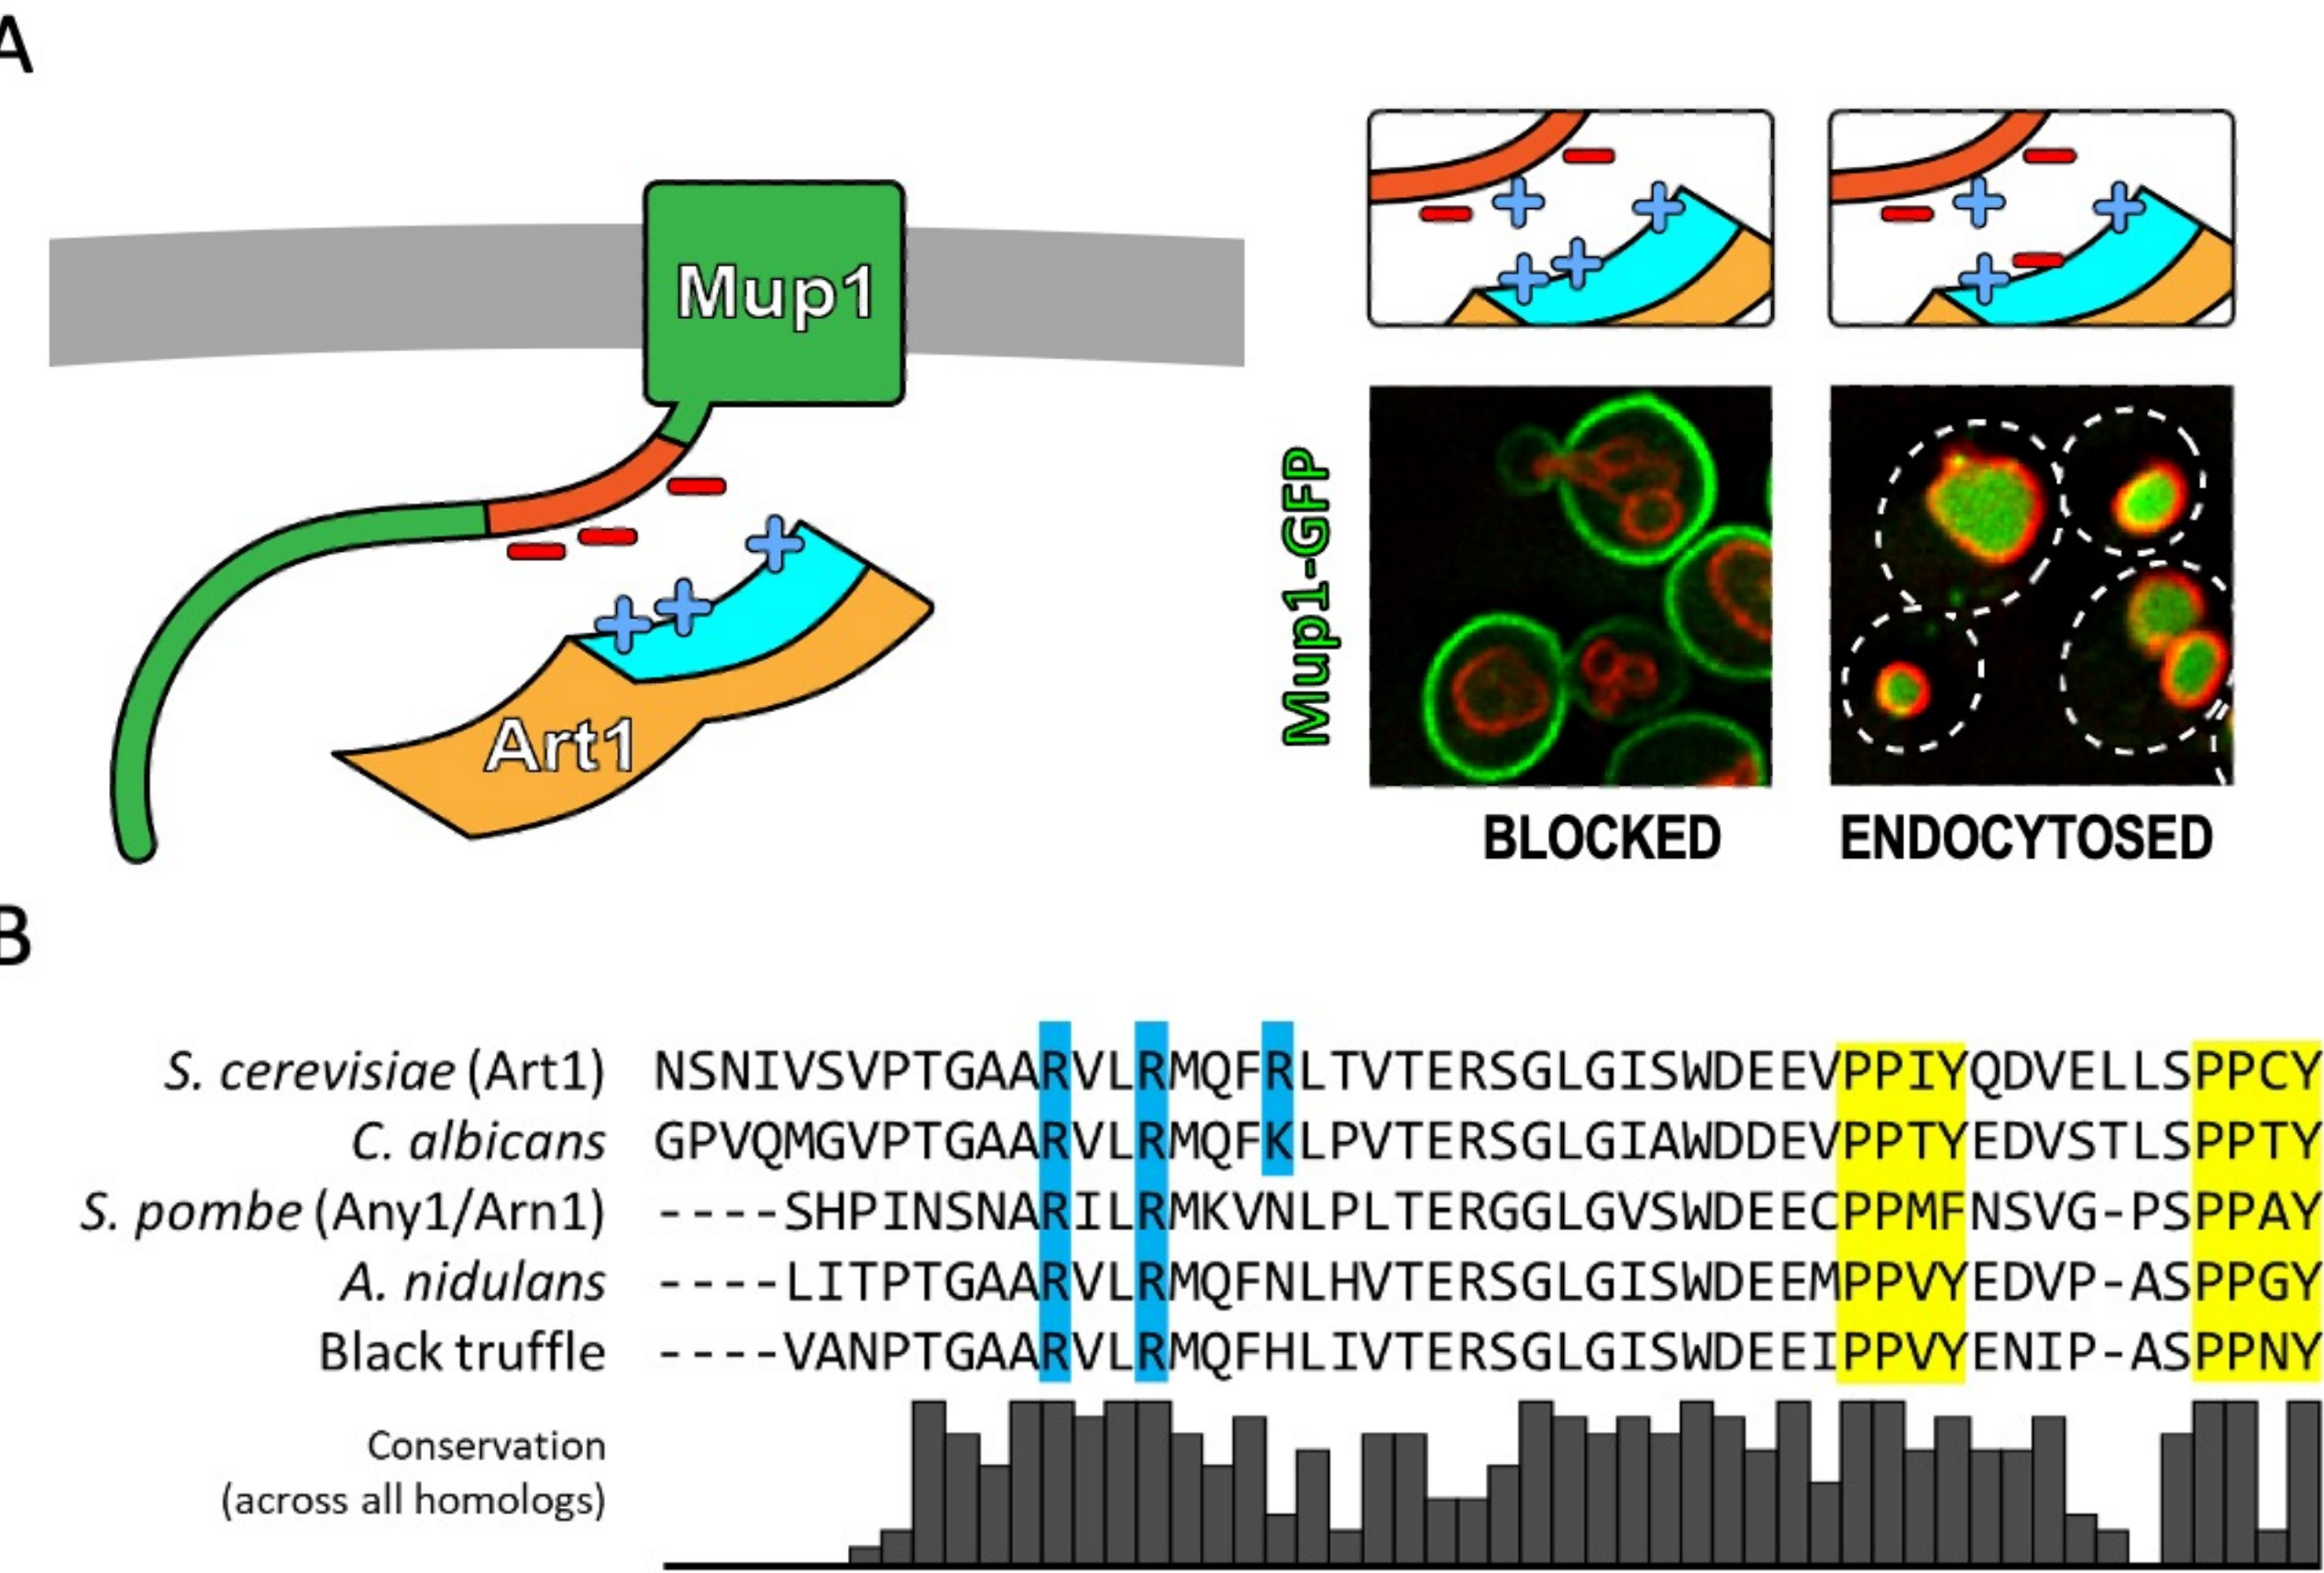 A
Mup1
Art1
Mup1-GFP
BLOCKED
ENDOCYTOSED
B
S. cerevisiae (Art1) NSNIVSVPTGAARVLRMQFRLTVTERSGLGISWDEEVPPIYQDVELLSPPCY
C. albicans GPVQMGVPTGAARVLRMQFKLPVTERSGLGIAWDDEVPPTYEDVSTLSPPTY
S. pombe (Any1/Arn1) ----SHPINSNARILRMKVNLPLTERGGLGVSWDEECPPMFNSVG-PSPPAY
A. nidulans ----LITPTGAARVLRMQFNLHVTERSGLGISWDEEMPPVYEDVP-ASPPGY
Black truffle ----VANPTGAARVLRMQFHLIVTERSGLGISWDEEIPPVYENIP-ASPPNY
Conservation
(across all homologs)